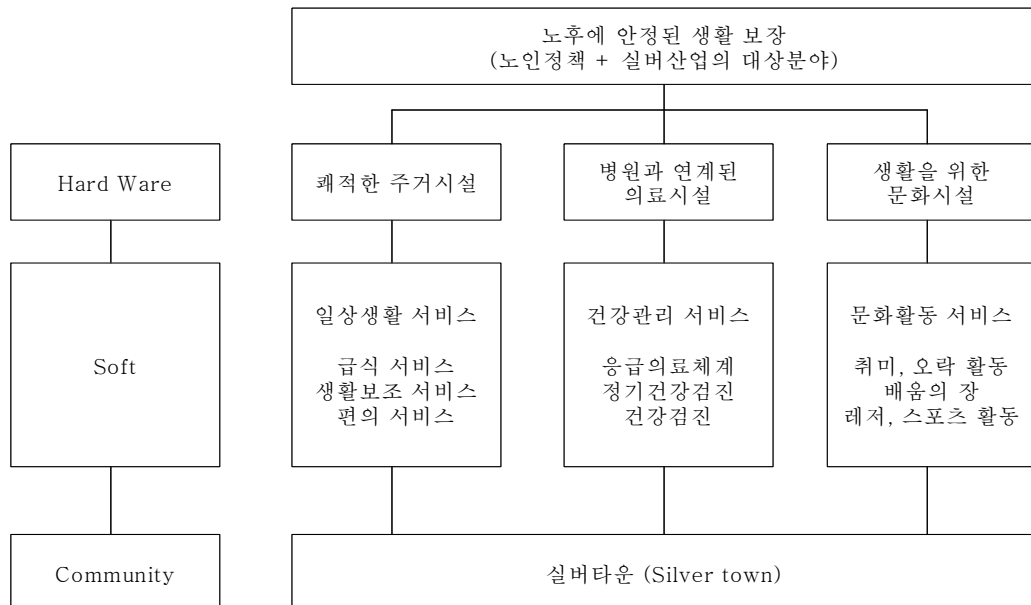 노후에 안정된 생활 보장
(노인정책 + 실버산업의 대상분야)
Hard Ware
쾌적한 주거시설
병원과 연계된
의료시설
생활을 위한
문화시설
Soft
일상생활 서비스
급식 서비스
생활보조 서비스
편의 서비스
건강관리 서비스
응급의료체계
정기건강검진
건강검진
문화활동 서비스
취미, 오락 활동
배움의 장
레저, 스포츠 활동
Community
실버타운 (Silver town)